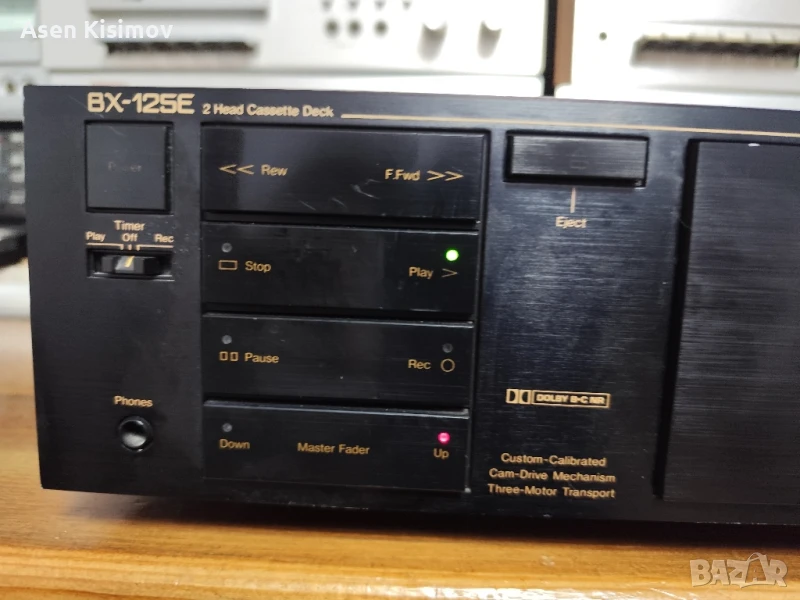 Asen Kisimov
BX-125E 2 Head Cassette Deck
Power
<< Rew F.Fwd >>
Eject
Timer
Play Off Rec
Stop Play >
Pause Rec
Phones
DOLBY B-C NR
Down Master Fader Up
Custom-Calibrated
Cam-Drive Mechanism
Three-Motor Transport
BAZAR